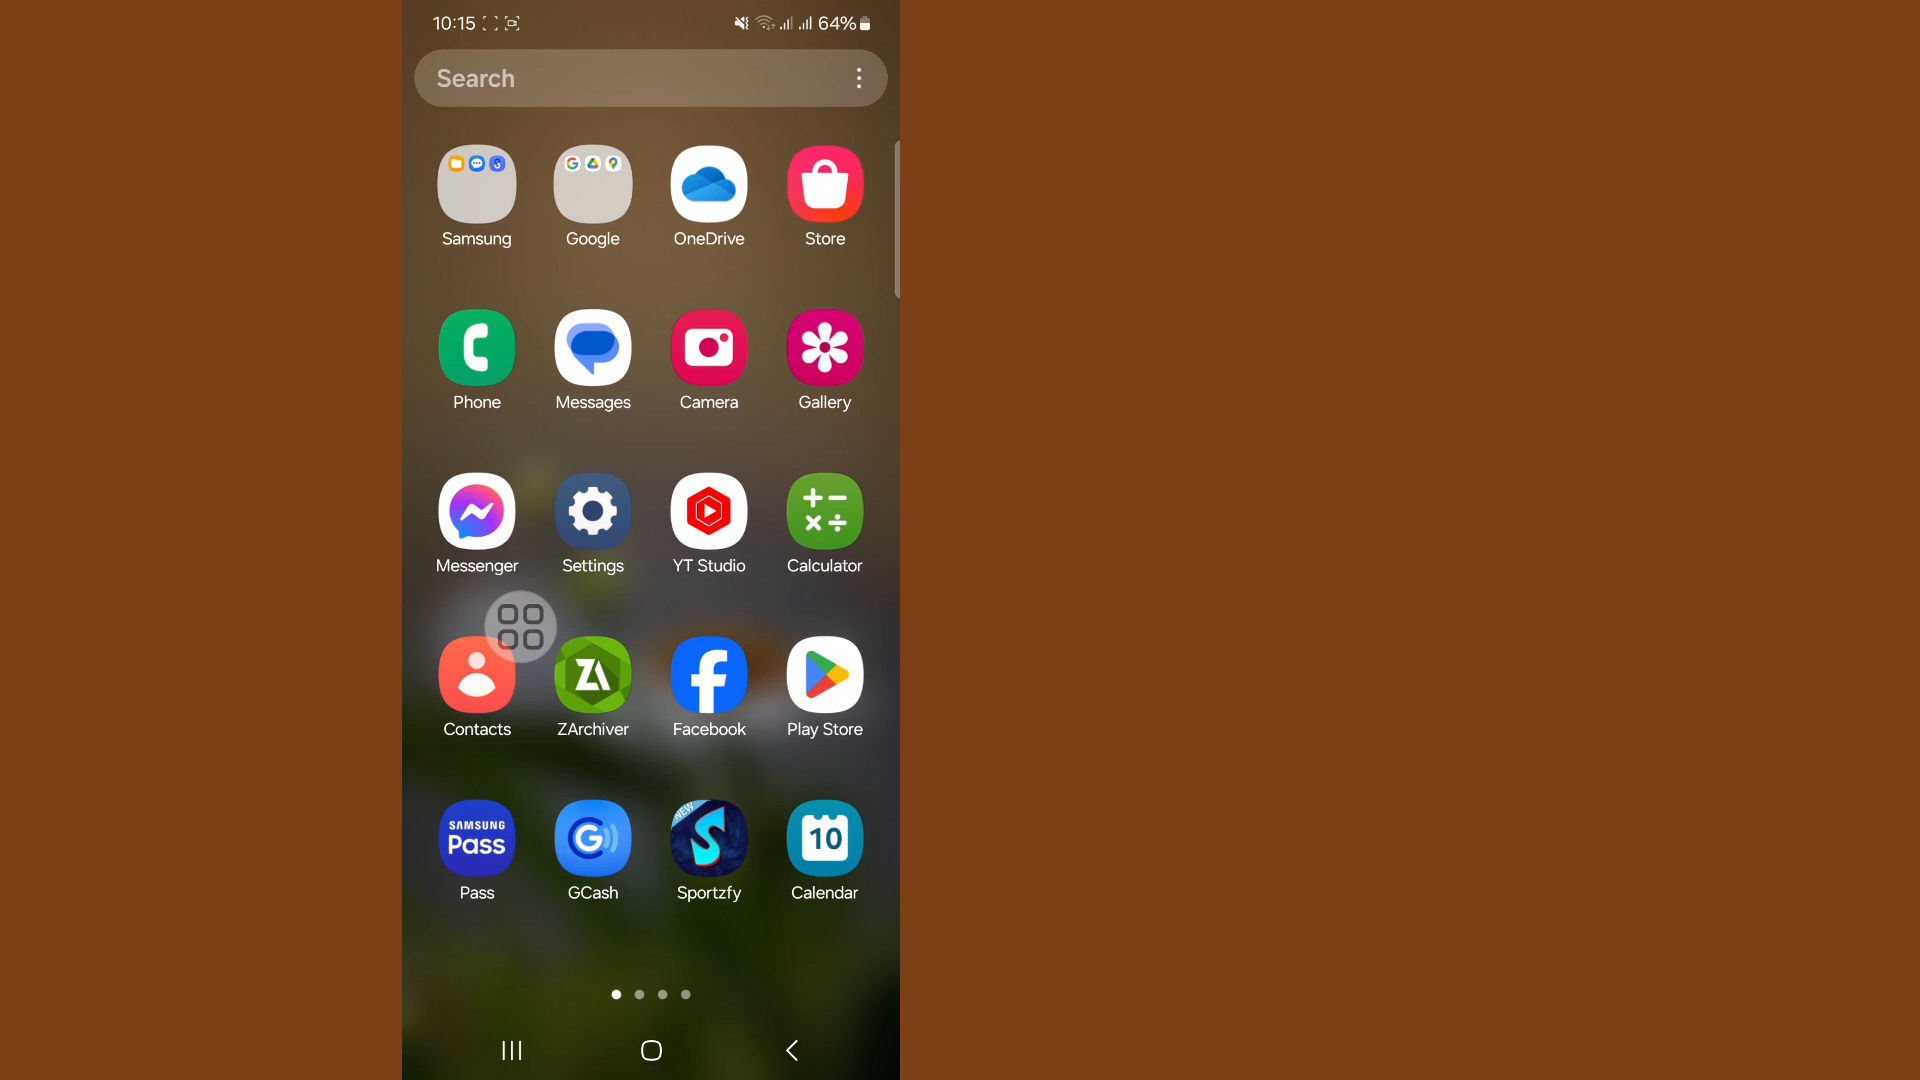 10:15 64%
Search
Samsung Google OneDrive Store
Phone Messages Camera Gallery
Messenger Settings YT Studio Calculator
Contacts ZArchiver Facebook Play Store
SAMSUNG
Pass
NEW
10
Pass GCash Sportzfy Calendar